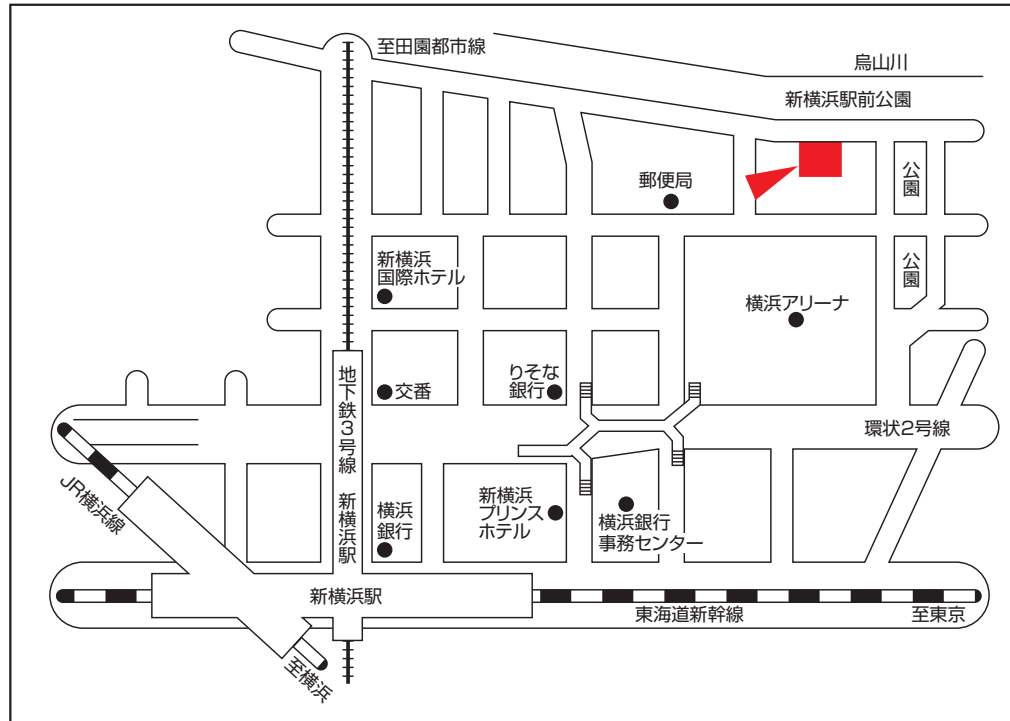 至田園都市線
烏山川
新横浜駅前公園
郵便局
公園
新横浜
国際ホテル
公園
横浜アリーナ
交番
りそな
銀行
地下鉄3号線 新横浜駅
環状2号線
JR横浜線
横浜
銀行
新横浜
プリンス
ホテル
横浜銀行
事務センター
新横浜駅
東海道新幹線
至東京
至横浜